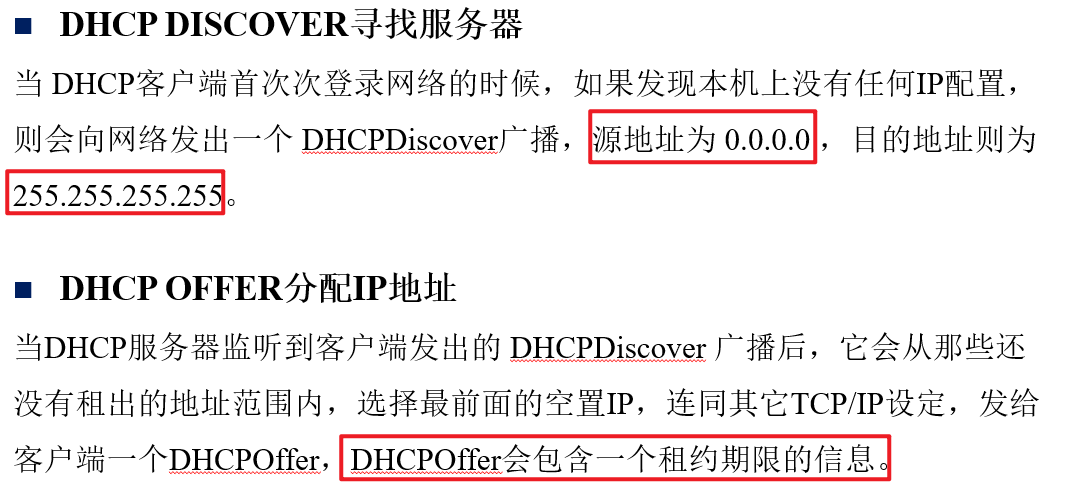 ■ DHCP DISCOVER寻找服务器
当 DHCP客户端首次次登录网络的时候，如果发现本机上没有任何IP配置，
则会向网络发出一个 DHCPDiscover广播，源地址为 0.0.0.0 ，目的地址则为
255.255.255.255。
■ DHCP OFFER分配IP地址
当DHCP服务器监听到客户端发出的 DHCPDiscover 广播后，它会从那些还
没有租出的地址范围内，选择最前面的空置IP，连同其它TCP/IP设定，发给
客户端一个DHCPOffer，DHCPOffer会包含一个租约期限的信息。